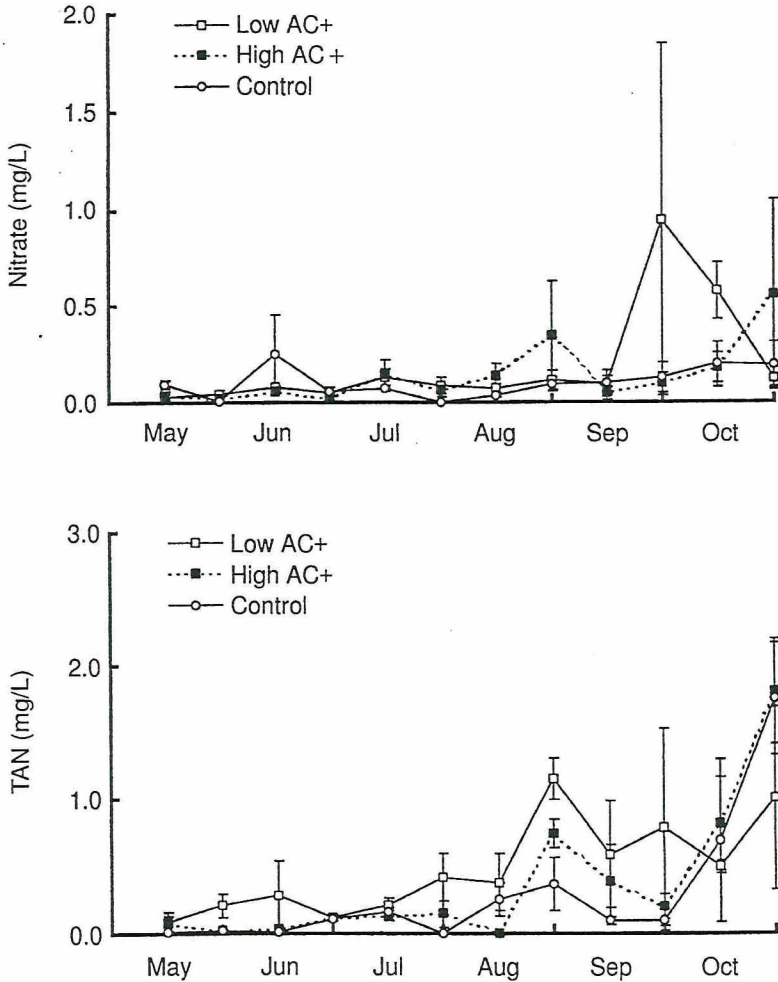 2.0
Low AC+
High AC+
Control
1.5
1.0
0.5
0.0
Nitrate (mg/L)
May Jun Jul Aug Sep Oct
3.0
Low AC+
High AC+
Control
2.0
1.0
0.0
TAN (mg/L)
May Jun Jul Aug Sep Oct